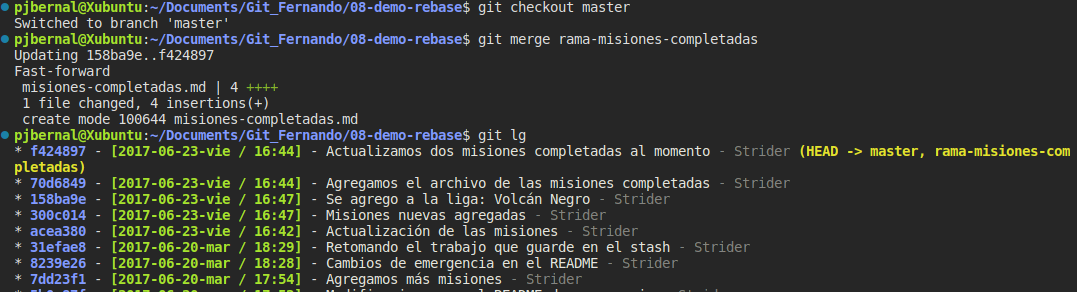 pjbernal@Xubuntu:~/Documents/Git_Fernando/08-demo-rebase$ git checkout master
Switched to branch 'master'
pjbernal@Xubuntu:~/Documents/Git_Fernando/08-demo-rebase$ git merge rama-misiones-completadas
Updating 158ba9e..f424897
Fast-forward
 misiones-completadas.md | 4 ++++
 1 file changed, 4 insertions(+)
 create mode 100644 misiones-completadas.md
pjbernal@Xubuntu:~/Documents/Git_Fernando/08-demo-rebase$ git lg
* f424897 - [2017-06-23-vie / 16:44] - Actualizamos dos misiones completadas al momento - Strider (HEAD -> master, rama-misiones-com
pletadas)
* 70d6849 - [2017-06-23-vie / 16:44] - Agregamos el archivo de las misiones completadas - Strider
* 158ba9e - [2017-06-23-vie / 16:47] - Se agrego a la liga: Volcán Negro - Strider
* 300c014 - [2017-06-23-vie / 16:47] - Misiones nuevas agregadas - Strider
* acea380 - [2017-06-23-vie / 16:42] - Actualización de las misiones - Strider
* 31efae8 - [2017-06-20-mar / 18:29] - Retomando el trabajo que guarde en el stash - Strider
* 8239e26 - [2017-06-20-mar / 18:28] - Cambios de emergencia en el README - Strider
* 7dd23f1 - [2017-06-20-mar / 17:54] - Agregamos más misiones - Strider